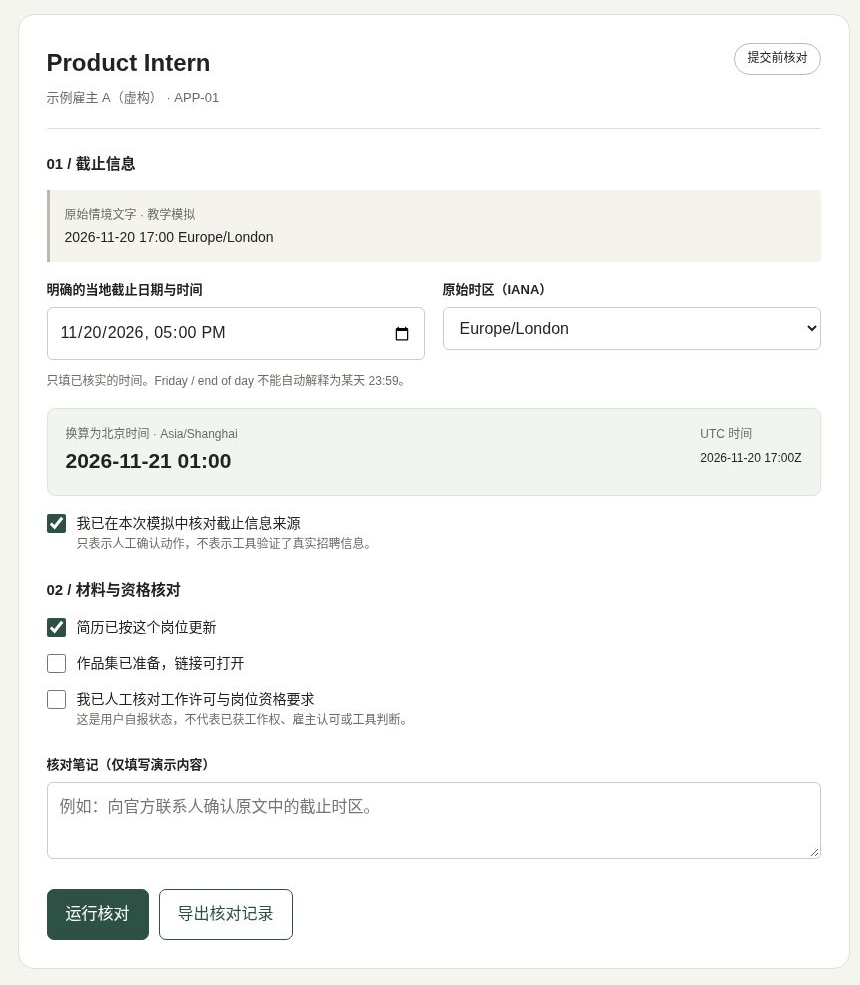 Product Intern
提交前核对
示例雇主 A（虚构） · APP-01
01 / 截止信息
原始情境文字 · 教学模拟
2026-11-20 17:00 Europe/London
明确的当地截止日期与时间
原始时区（IANA）
11/20/2026, 05:00 PM
Europe/London
只填已核实的时间。Friday / end of day 不能自动解释为某天 23:59。
换算为北京时间 · Asia/Shanghai
UTC 时间
2026-11-21 01:00
2026-11-20 17:00Z
我已在本次模拟中核对截止信息来源
只表示人工确认动作，不表示工具验证了真实招聘信息。
02 / 材料与资格核对
简历已按这个岗位更新
作品集已准备，链接可打开
我已人工核对工作许可与岗位资格要求
这是用户自报状态，不代表已获工作权、雇主认可或工具判断。
核对笔记（仅填写演示内容）
例如：向官方联系人确认原文中的截止时区。
运行核对
导出核对记录